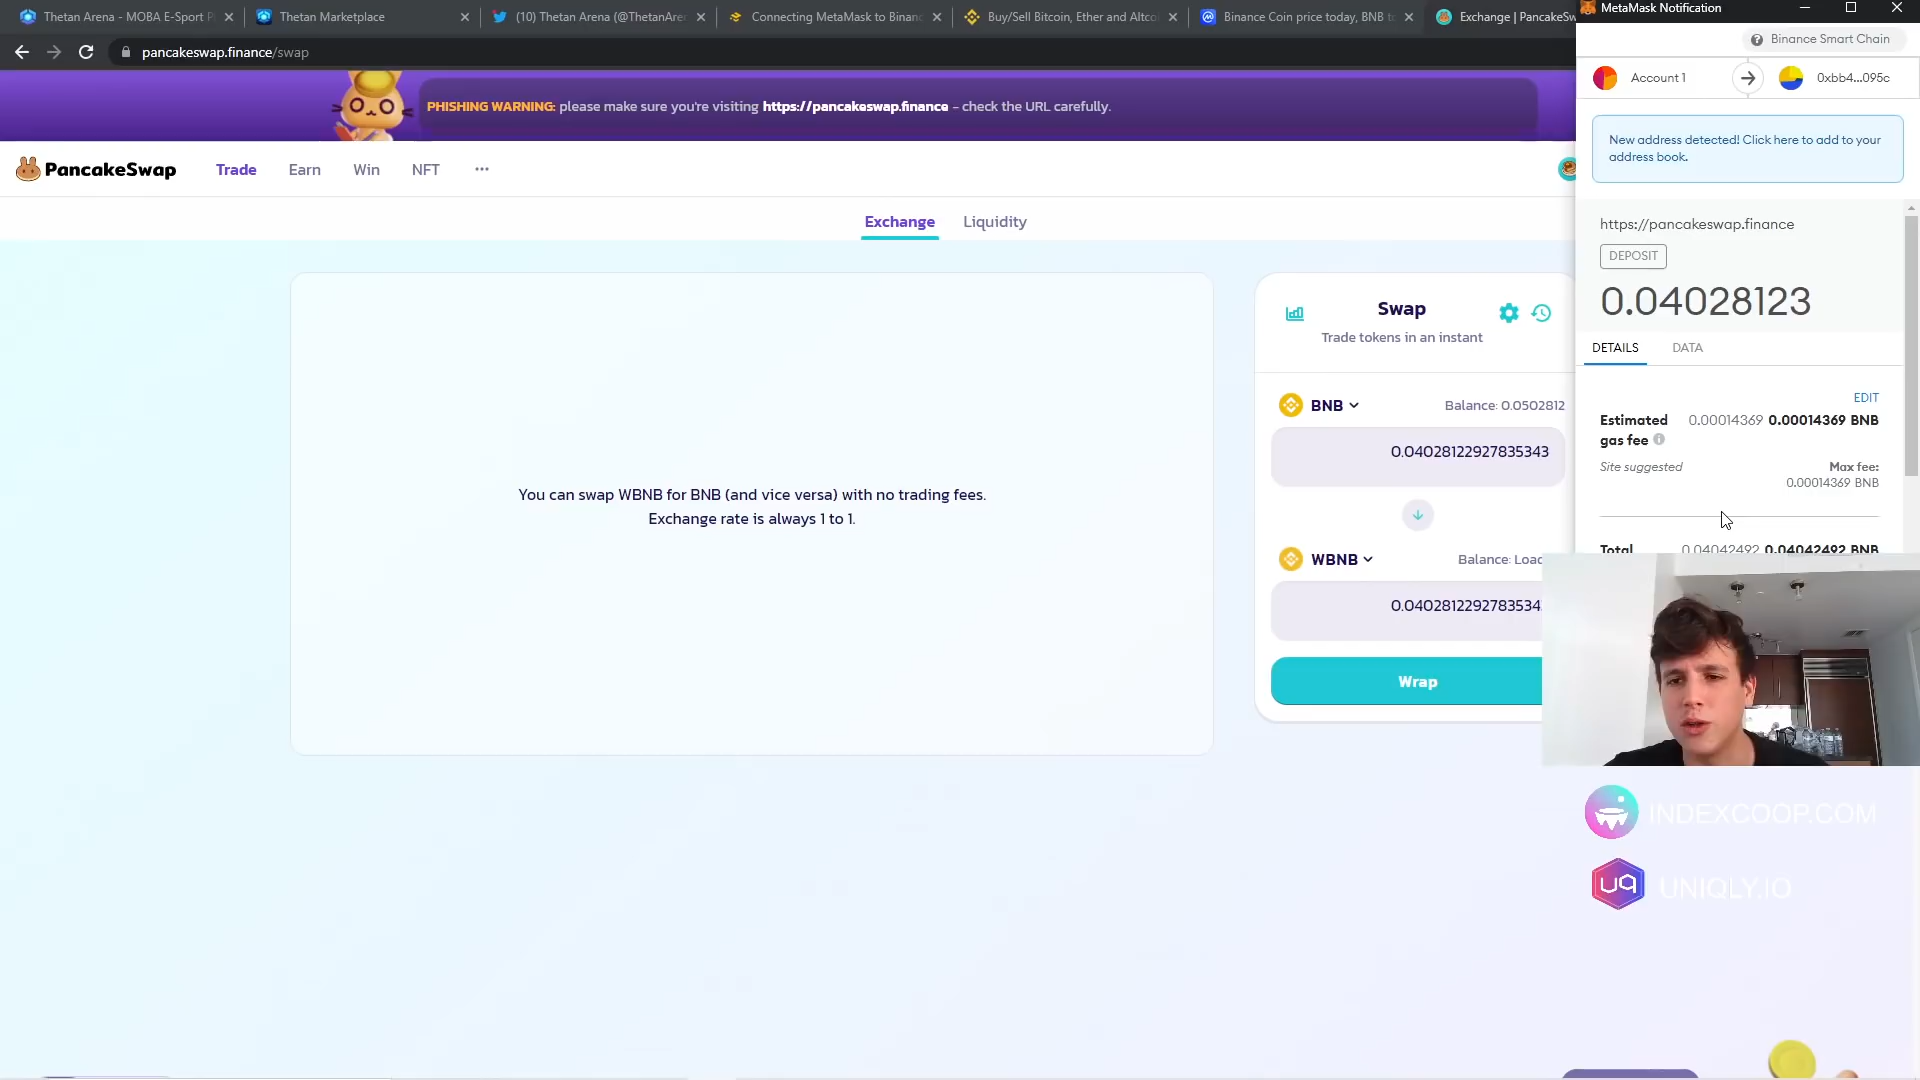 Thetan Arena - MOBA E-Sport
Thetan Marketplace
(10) Thetan Arena (@ThetanAre
Connecting MetaMask to Binan
Buy/Sell Bitcoin, Ether and Altco
Binance Coin price today, BNB to
Exchange | PancakeSw
pancakeswap.finance/swap
PHISHING WARNING: please make sure you're visiting https://pancakeswap.finance - check the URL carefully.
PancakeSwap
Trade
Earn
Win
NFT
Exchange
Liquidity
You can swap WBNB for BNB (and vice versa) with no trading fees.
Exchange rate is always 1 to 1.
Swap
Trade tokens in an instant
BNB
Balance: 0.0502812
0.04028122927835343
WBNB
Balance: Load
0.0402812292783534
Wrap
MetaMask Notification
Binance Smart Chain
Account 1
0xbb4...095c
New address detected! Click here to add to your
address book.
https://pancakeswap.finance
DEPOSIT
0.04028123
DETAILS
DATA
EDIT
Estimated
gas fee
0.00014369 0.00014369 BNB
Site suggested
Max fee:
0.00014369 BNB
Total
0.04042492 0.04042492 BNB
INDEXCOOP.COM
UNIQLY.IO